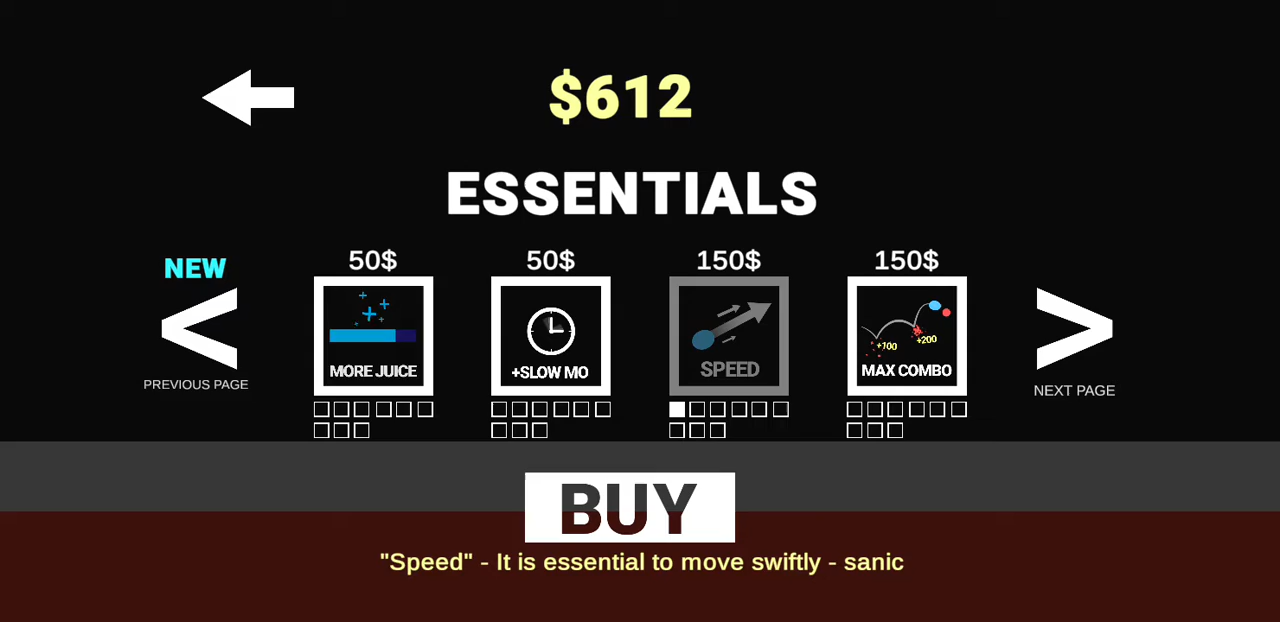 $612
ESSENTIALS
NEW
50$
50$
150$
150$
<
>
+100
+200
MORE JUICE
+SLOW MO
SPEED
MAX COMBO
PREVIOUS PAGE
NEXT PAGE
BUY
"Speed" - It is essential to move swiftly - sanic